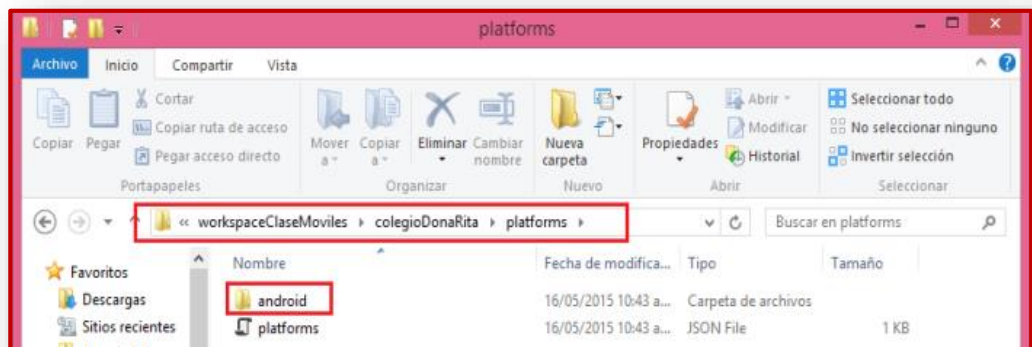 platforms
Archivo Inicio Compartir Vista
Copiar
Pegar
Cortar
Copiar ruta de acceso
Pegar acceso directo
Portapapeles
Mover a
Copiar a
Eliminar
Cambiar nombre
Organizar
Nueva carpeta
Nuevo
Propiedades
Abrir
Modificar
Historial
Abrir
Seleccionar todo
No seleccionar ninguno
Invertir selección
Seleccionar
« workspaceClaseMoviles colegioDonaRita platforms
Buscar en platforms
Favoritos
Descargas
Sitios recientes
Nombre Fecha de modifica... Tipo Tamaño
android 16/05/2015 10:43 a... Carpeta de archivos
platforms 16/05/2015 10:43 a... JSON File 1 KB